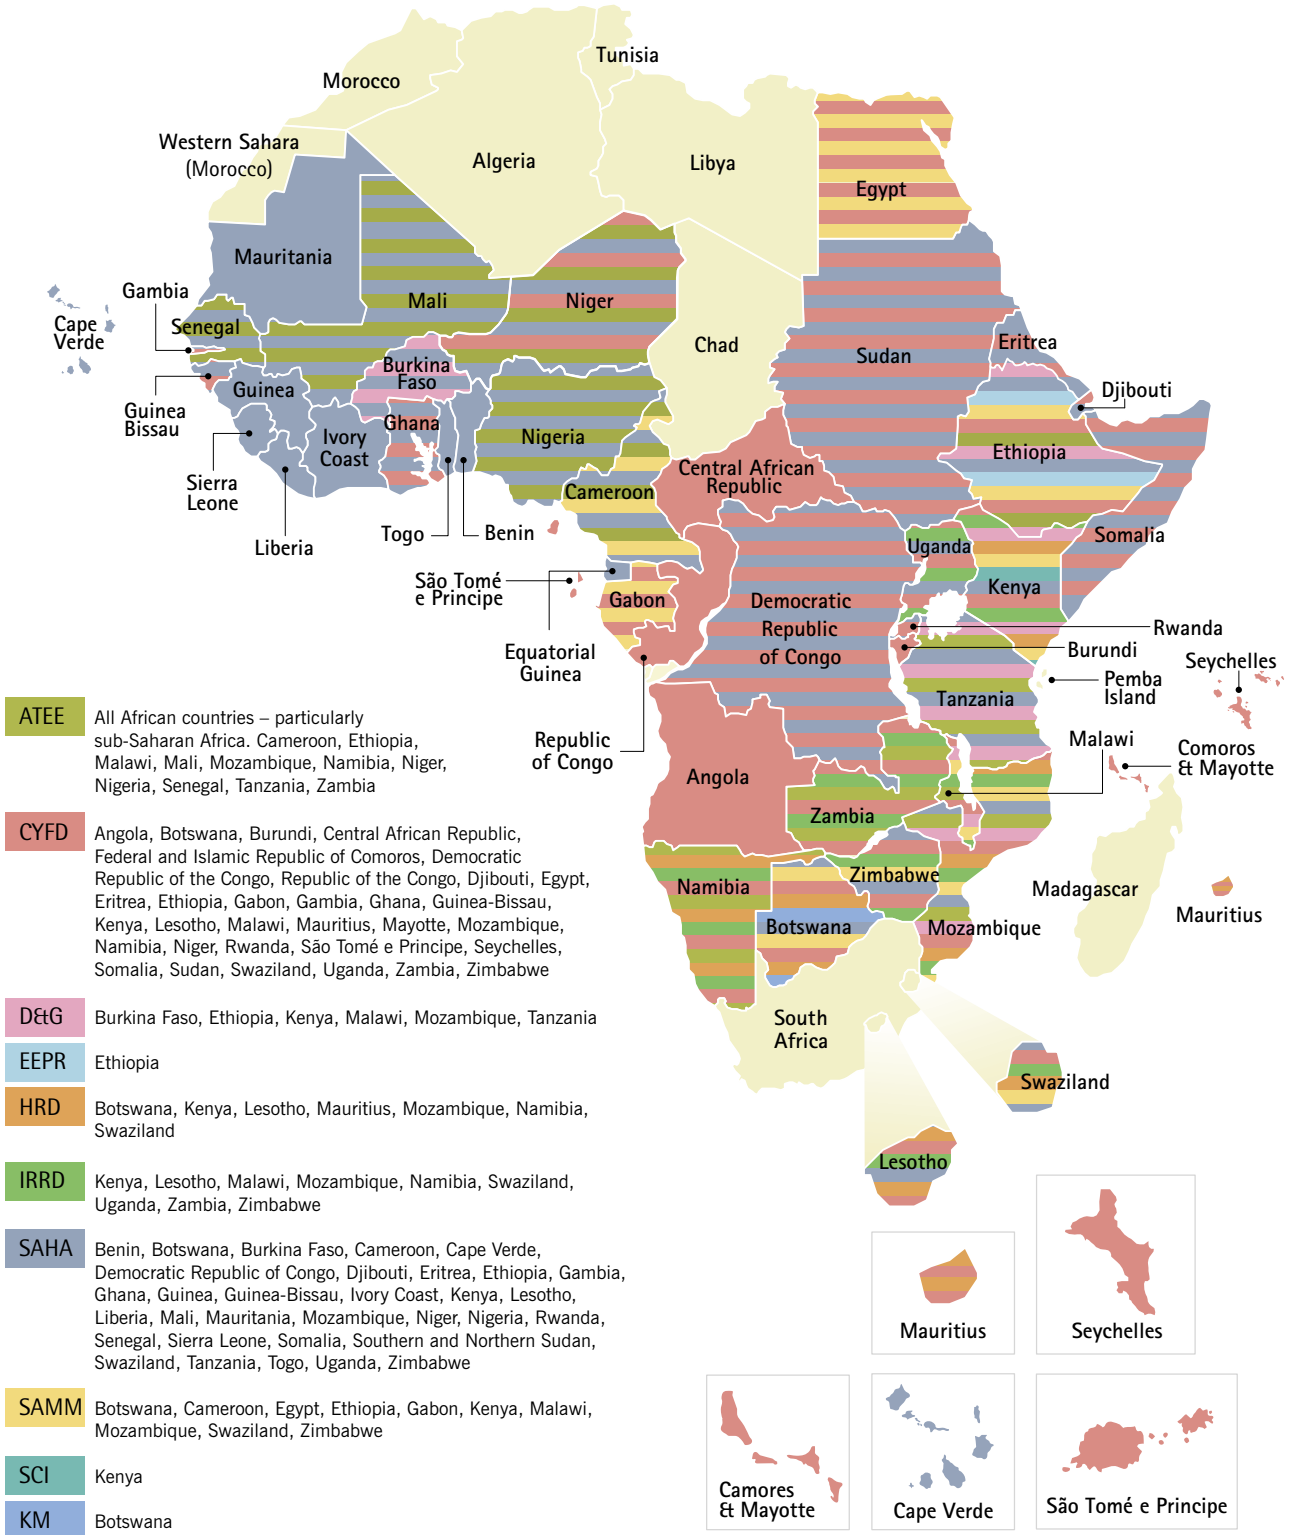 Tunisia
Morocco
Western Sahara
(Morocco)
Algeria
Libya
Egypt
Mauritania
Gambia
Mali
Niger
Cape
Verde
Senegal
Chad
Sudan
Eritrea
Burkina
Faso
Djibouti
Guinea
Guinea
Bissau
Ghana
Ivory
Coast
Nigeria
Ethiopia
Central African
Republic
Sierra
Leone
Cameroon
Togo
Benin
Liberia
Somalia
Uganda
São Tomé
e Principe
Gabon
Kenya
Democratic
Republic
of Congo
Rwanda
Equatorial
Guinea
Burundi
Seychelles
Pemba
Island
Tanzania
Republic
of Congo
Malawi
Comoros
& Mayotte
Angola
Zambia
Zimbabwe
Namibia
Madagascar
Mauritius
Botswana
Mozambique
South
Africa
Swaziland
Lesotho
ATEE
All African countries – particularly
sub-Saharan Africa. Cameroon, Ethiopia,
Malawi, Mali, Mozambique, Namibia, Niger,
Nigeria, Senegal, Tanzania, Zambia
CYFD
Angola, Botswana, Burundi, Central African Republic,
Federal and Islamic Republic of Comoros, Democratic
Republic of the Congo, Republic of the Congo, Djibouti, Egypt,
Eritrea, Ethiopia, Gabon, Gambia, Ghana, Guinea-Bissau,
Kenya, Lesotho, Malawi, Mauritius, Mayotte, Mozambique,
Namibia, Niger, Rwanda, São Tomé e Principe, Seychelles,
Somalia, Sudan, Swaziland, Uganda, Zambia, Zimbabwe
D&G
Burkina Faso, Ethiopia, Kenya, Malawi, Mozambique, Tanzania
EEPR
Ethiopia
HRD
Botswana, Kenya, Lesotho, Mauritius, Mozambique, Namibia,
Swaziland
IRRD
Kenya, Lesotho, Malawi, Mozambique, Namibia, Swaziland,
Uganda, Zambia, Zimbabwe
SAHA
Benin, Botswana, Burkina Faso, Cameroon, Cape Verde,
Democratic Republic of Congo, Djibouti, Eritrea, Ethiopia, Gambia,
Ghana, Guinea, Guinea-Bissau, Ivory Coast, Kenya, Lesotho,
Liberia, Mali, Mauritania, Mozambique, Niger, Nigeria, Rwanda,
Senegal, Sierra Leone, Somalia, Southern and Northern Sudan,
Swaziland, Tanzania, Togo, Uganda, Zimbabwe
SAMM
Botswana, Cameroon, Egypt, Ethiopia, Gabon, Kenya, Malawi,
Mozambique, Swaziland, Zimbabwe
SCI
Kenya
KM
Botswana
Mauritius
Seychelles
Camores
& Mayotte
Cape Verde
São Tomé e Principe